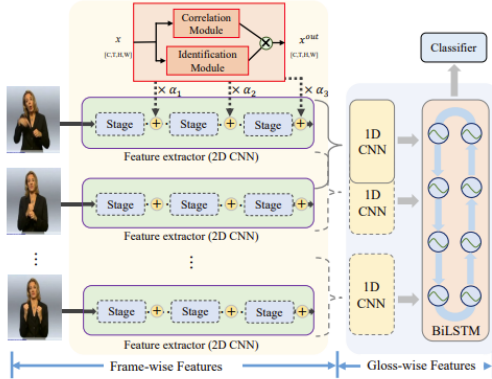 x
[C,T,H,W]
Correlation
Module
Identification
Module
x^out
[C,T,H,W]
× α1
× α2
× α3
Stage + Stage + Stage +
Feature extractor (2D CNN)
Stage + Stage + Stage +
Feature extractor (2D CNN)
⋮
⋮
Stage + Stage + Stage +
Feature extractor (2D CNN)
1D
CNN
1D
CNN
1D
CNN
Classifier
BiLSTM
Frame-wise Features
Gloss-wise Features